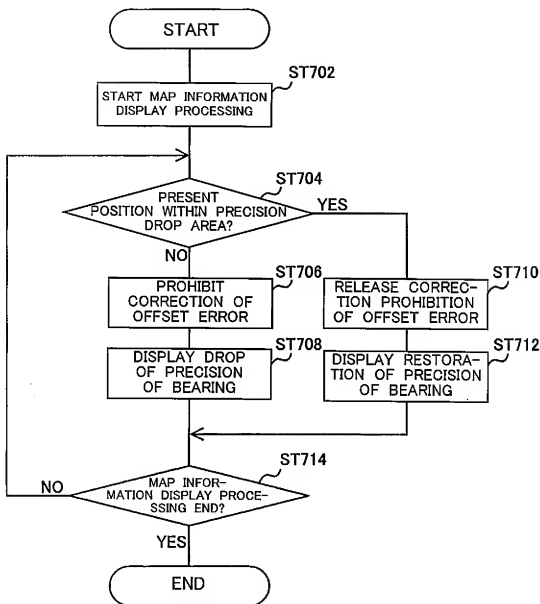 START
ST702
START MAP INFORMATION
DISPLAY PROCESSING
ST704
PRESENT
POSITION WITHIN PRECISION
DROP AREA?
YES
NO
ST706
PROHIBIT
CORRECTION OF
OFFSET ERROR
ST710
RELEASE CORREC-
TION PROHIBITION
OF OFFSET ERROR
ST708
DISPLAY DROP
OF PRECISION
OF BEARING
ST712
DISPLAY RESTORA-
TION OF PRECISION
OF BEARING
ST714
MAP INFOR-
MATION DISPLAY PROCE-
SSING END?
NO
YES
END